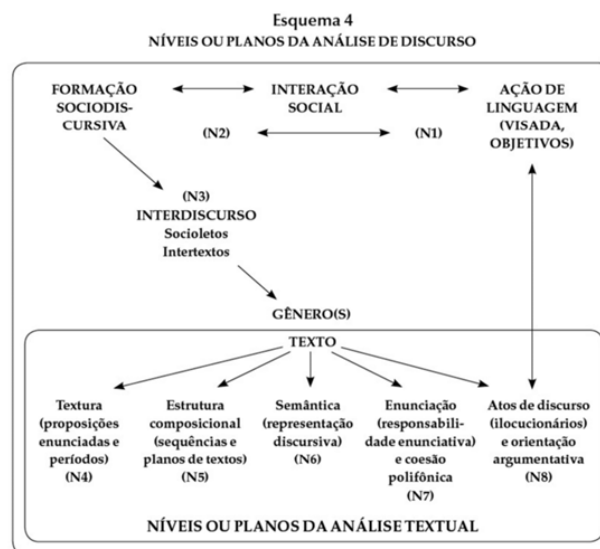 Esquema 4
NÍVEIS OU PLANOS DA ANÁLISE DE DISCURSO
FORMAÇÃO
SOCIODIS-
CURSIVA
INTERAÇÃO
SOCIAL
AÇÃO DE
LINGUAGEM
(VISADA,
OBJETIVOS)
(N2)
(N1)
(N3)
INTERDISCURSO
Socioletos
Intertextos
GÊNERO(S)
TEXTO
Textura
(proposições
enunciadas e
períodos)
(N4)
Estrutura
composicional
(sequências e
planos de textos)
(N5)
Semântica
(representação
discursiva)
(N6)
Enunciação
(responsabili-
dade enunciativa)
e coesão
polifônica
(N7)
Atos de discurso
(ilocucionários)
e orientação
argumentativa
(N8)
NÍVEIS OU PLANOS DA ANÁLISE TEXTUAL